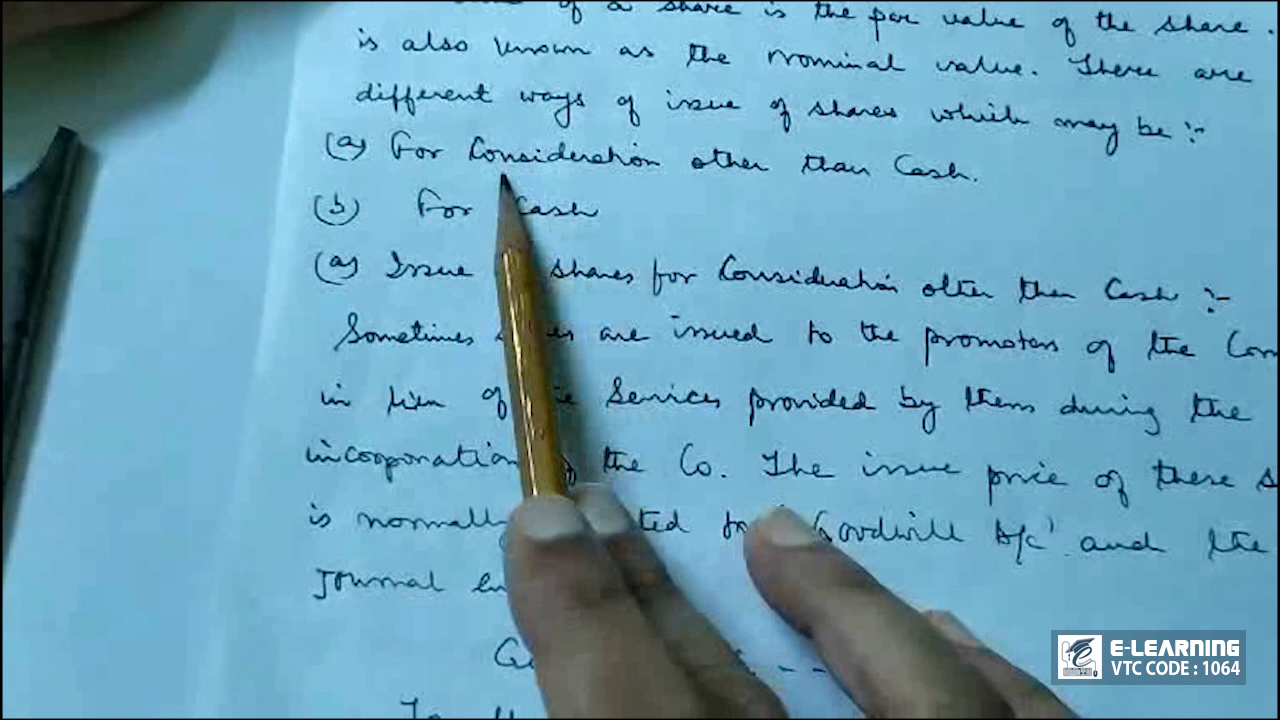 of a share is the par value of the share.
is also known as the nominal value. There are
different ways of issue of shares which may be :-
(a) For Consideration other than Cash.
(b) For Cash
(a) Issue shares for Consideration other than Cash :-
Sometimes are issued to the promoters of the
in lieu of Services provided by them during the
incorporation the Co. The issue price of these
is to 'Goodwill A/c' and the
Journal
E-LEARNING
VTC CODE : 1064